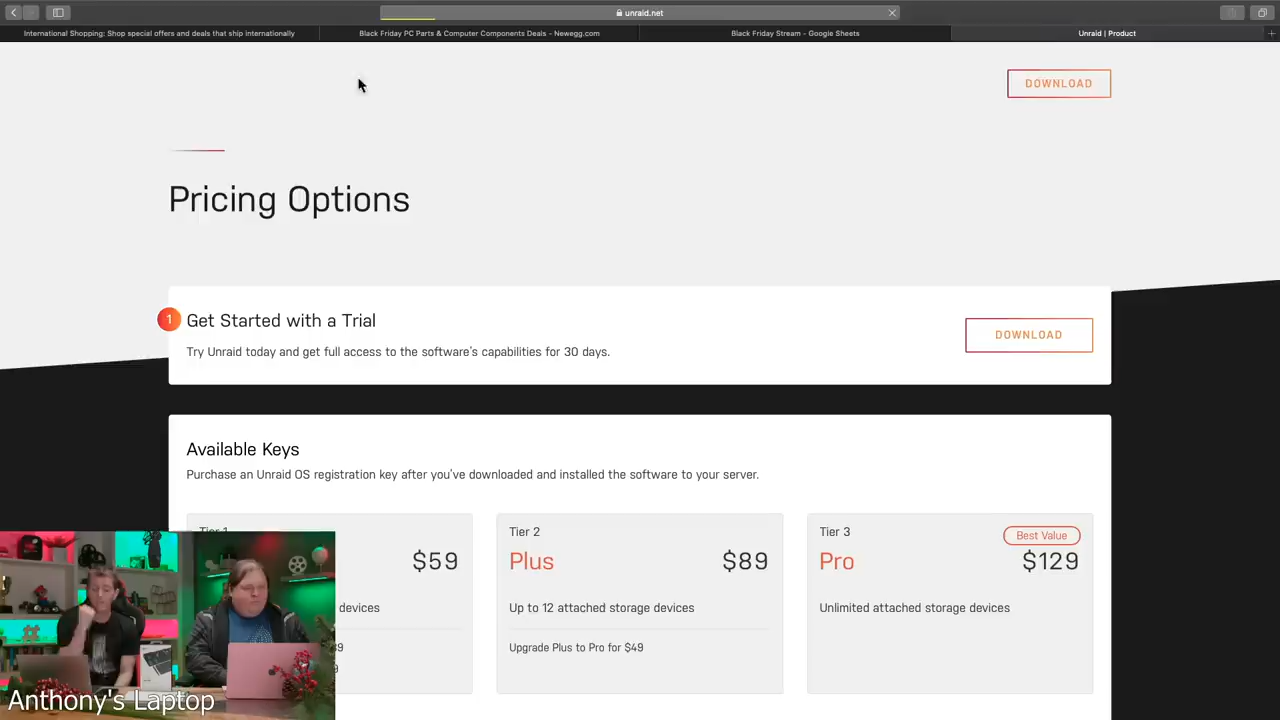 unraid.net
International Shopping: Shop special offers and deals that ship internationally
Black Friday PC Parts & Computer Components Deals - Newegg.com
Black Friday Stream - Google Sheets
Unraid | Product
DOWNLOAD
Pricing Options
1
Get Started with a Trial
Try Unraid today and get full access to the software's capabilities for 30 days.
DOWNLOAD
Available Keys
Purchase an Unraid OS registration key after you've downloaded and installed the software to your server.
Tier 1
$59
devices
Tier 2
Plus
$89
Up to 12 attached storage devices
Upgrade Plus to Pro for $49
Tier 3
Best Value
Pro
$129
Unlimited attached storage devices
Anthony's Laptop